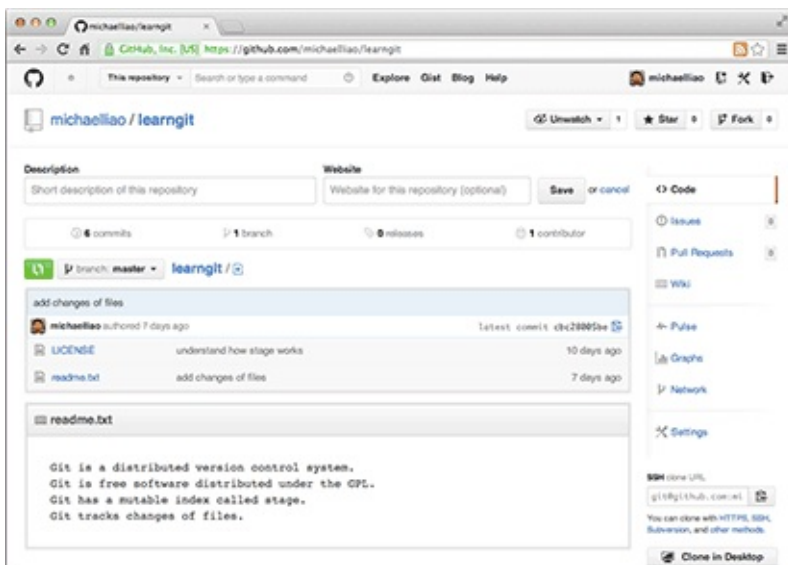 michaelliao/learngit
GitHub, Inc. [US] https://github.com/michaelliao/learngit
This repository Search or type a command Explore Gist Blog Help michaelliao
michaelliao / learngit Unwatch 1 Star 0 Fork 0
Description Website
Short description of this repository Website for this repository (optional) Save or cancel
6 commits 1 branch 0 releases 1 contributor
branch: master learngit /
add changes of files
michaelliao authored 7 days ago latest commit cbc28005be
LICENSE understand how stage works 10 days ago
readme.txt add changes of files 7 days ago
readme.txt
Git is a distributed version control system.
Git is free software distributed under the GPL.
Git has a mutable index called stage.
Git tracks changes of files.
Code
Issues 0
Pull Requests 0
Wiki
Pulse
Graphs
Network
Settings
SSH clone URL
git@github.com:mi
You can clone with HTTPS, SSH,
Subversion, and other methods.
Clone in Desktop